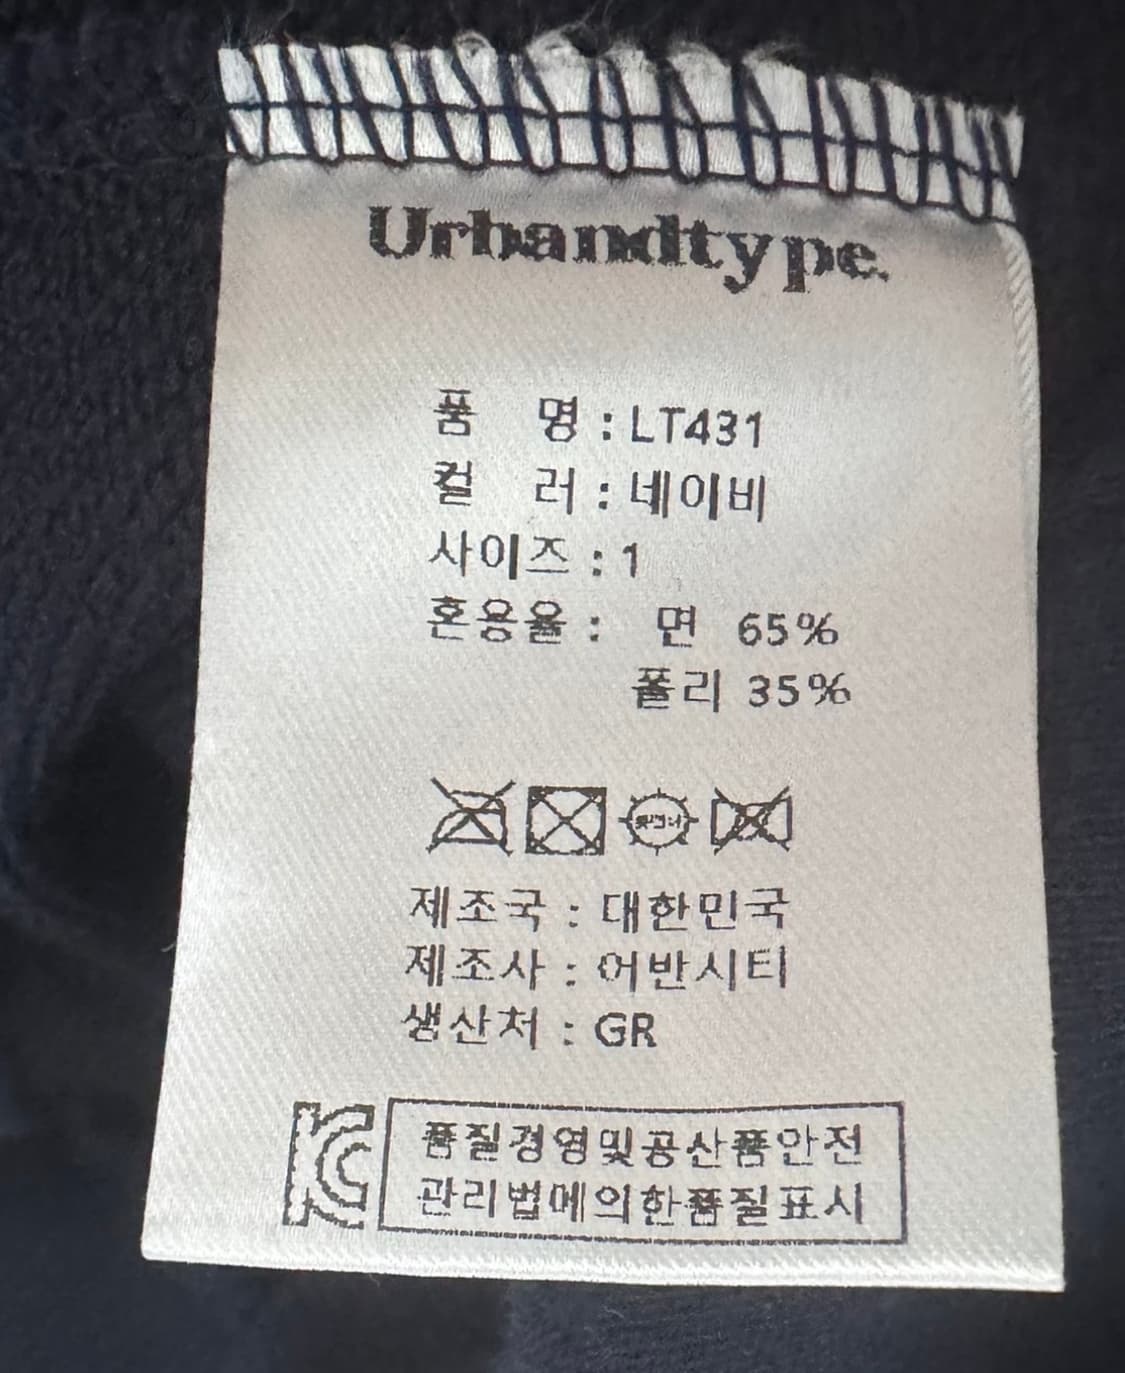 Urbandtype.
품 명 : LT431
컬 러 : 네이비
사이즈 : 1
혼용율 : 면 65%
폴리 35%
제조국 : 대한민국
제조사 : 어반시티
생산처 : GR
KC
품질경영및공산품안전
관리법에의한품질표시